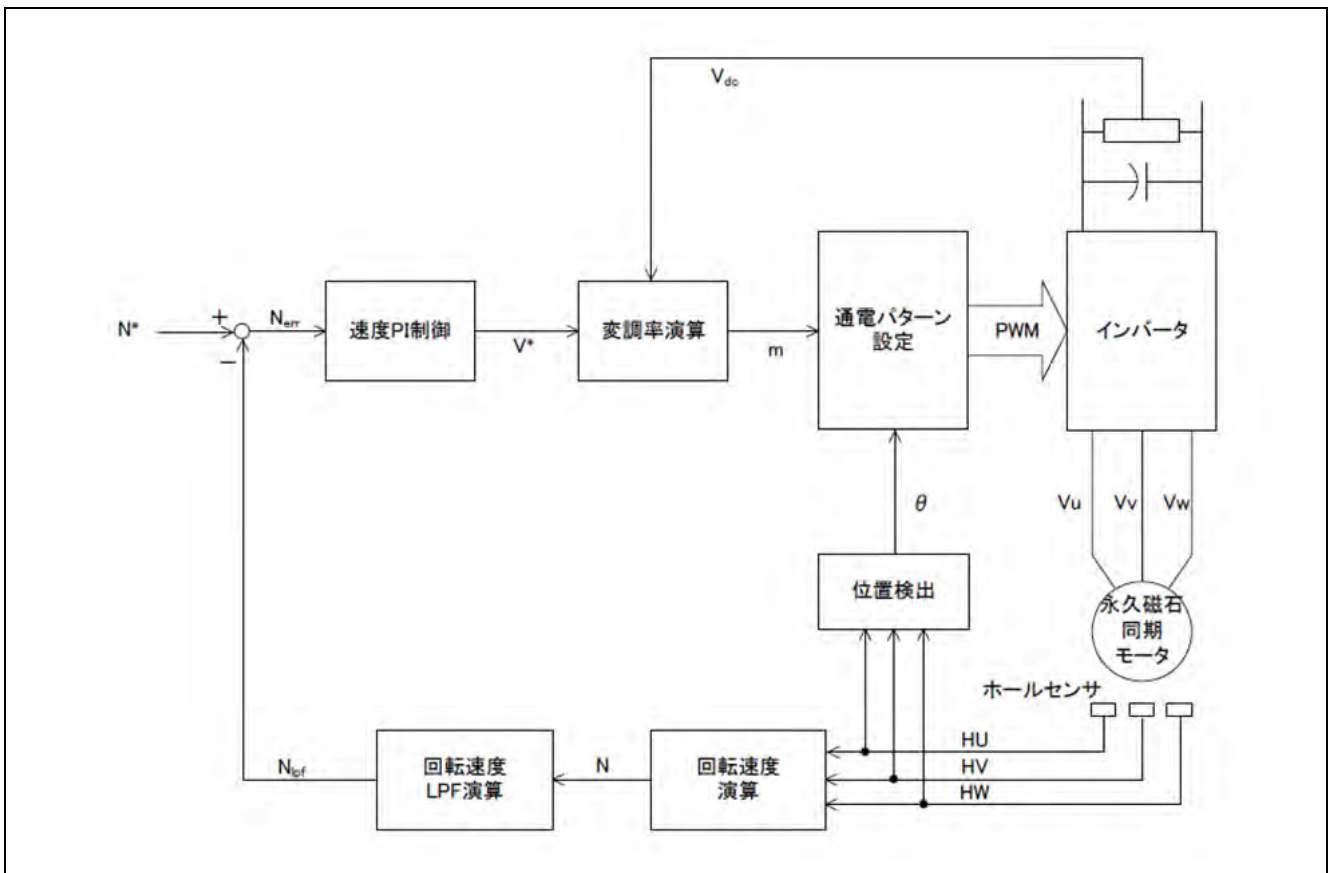 Vdc
N*
+
−
Nerr
速度PI制御
V*
変調率演算
m
通電パターン
設定
PWM
インバータ
θ
Vu
Vv
Vw
位置検出
永久磁石
同期
モータ
ホールセンサ
HU
HV
HW
Nlpf
回転速度
LPF演算
N
回転速度
演算